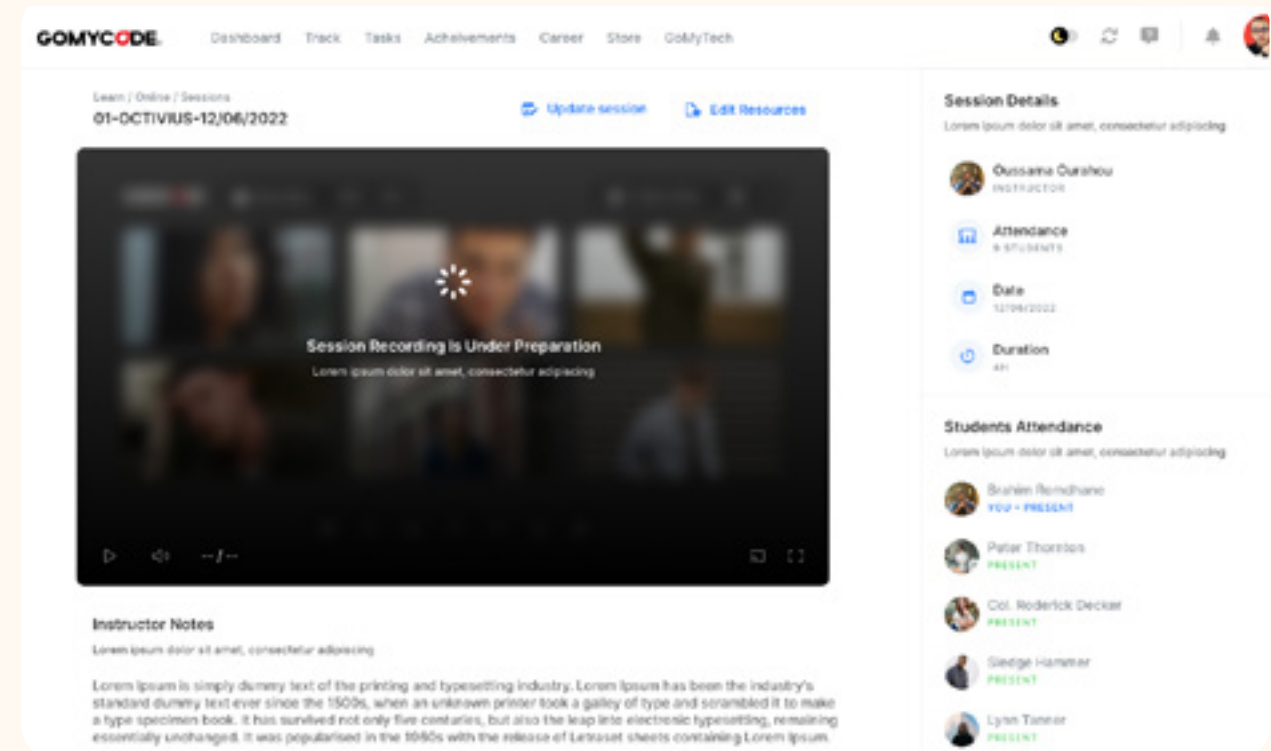 GOMYCODE.
Dashboard Track Tasks Acheivements Career Store GoMyTech
Learn / Online / Sessions
01-OCTIVIUS-12/06/2022
Update session
Edit Resources
Session Recording Is Under Preparation
Lorem ipsum dolor sit amet, consectetur adipiscing
--/--
Instructor Notes
Lorem ipsum dolor sit amet, consectetur adipiscing
Lorem Ipsum is simply dummy text of the printing and typesetting industry. Lorem Ipsum has been the industry's
standard dummy text ever since the 1500s, when an unknown printer took a galley of type and scrambled it to make
a type specimen book. It has survived not only five centuries, but also the leap into electronic typesetting, remaining
essentially unchanged. It was popularised in the 1960s with the release of Letraset sheets containing Lorem Ipsum.
Session Details
Lorem ipsum dolor sit amet, consectetur adipiscing
Oussama Ourahou
INSTRUCTOR
Attendance
9 STUDENTS
Date
12/06/2022
Duration
4H
Students Attendance
Lorem ipsum dolor sit amet, consectetur adipiscing
Brahim Romdhane
YOU • PRESENT
Peter Thornton
PRESENT
Col. Roderick Decker
PRESENT
Sledge Hammer
PRESENT
Lynn Tanner
PRESENT